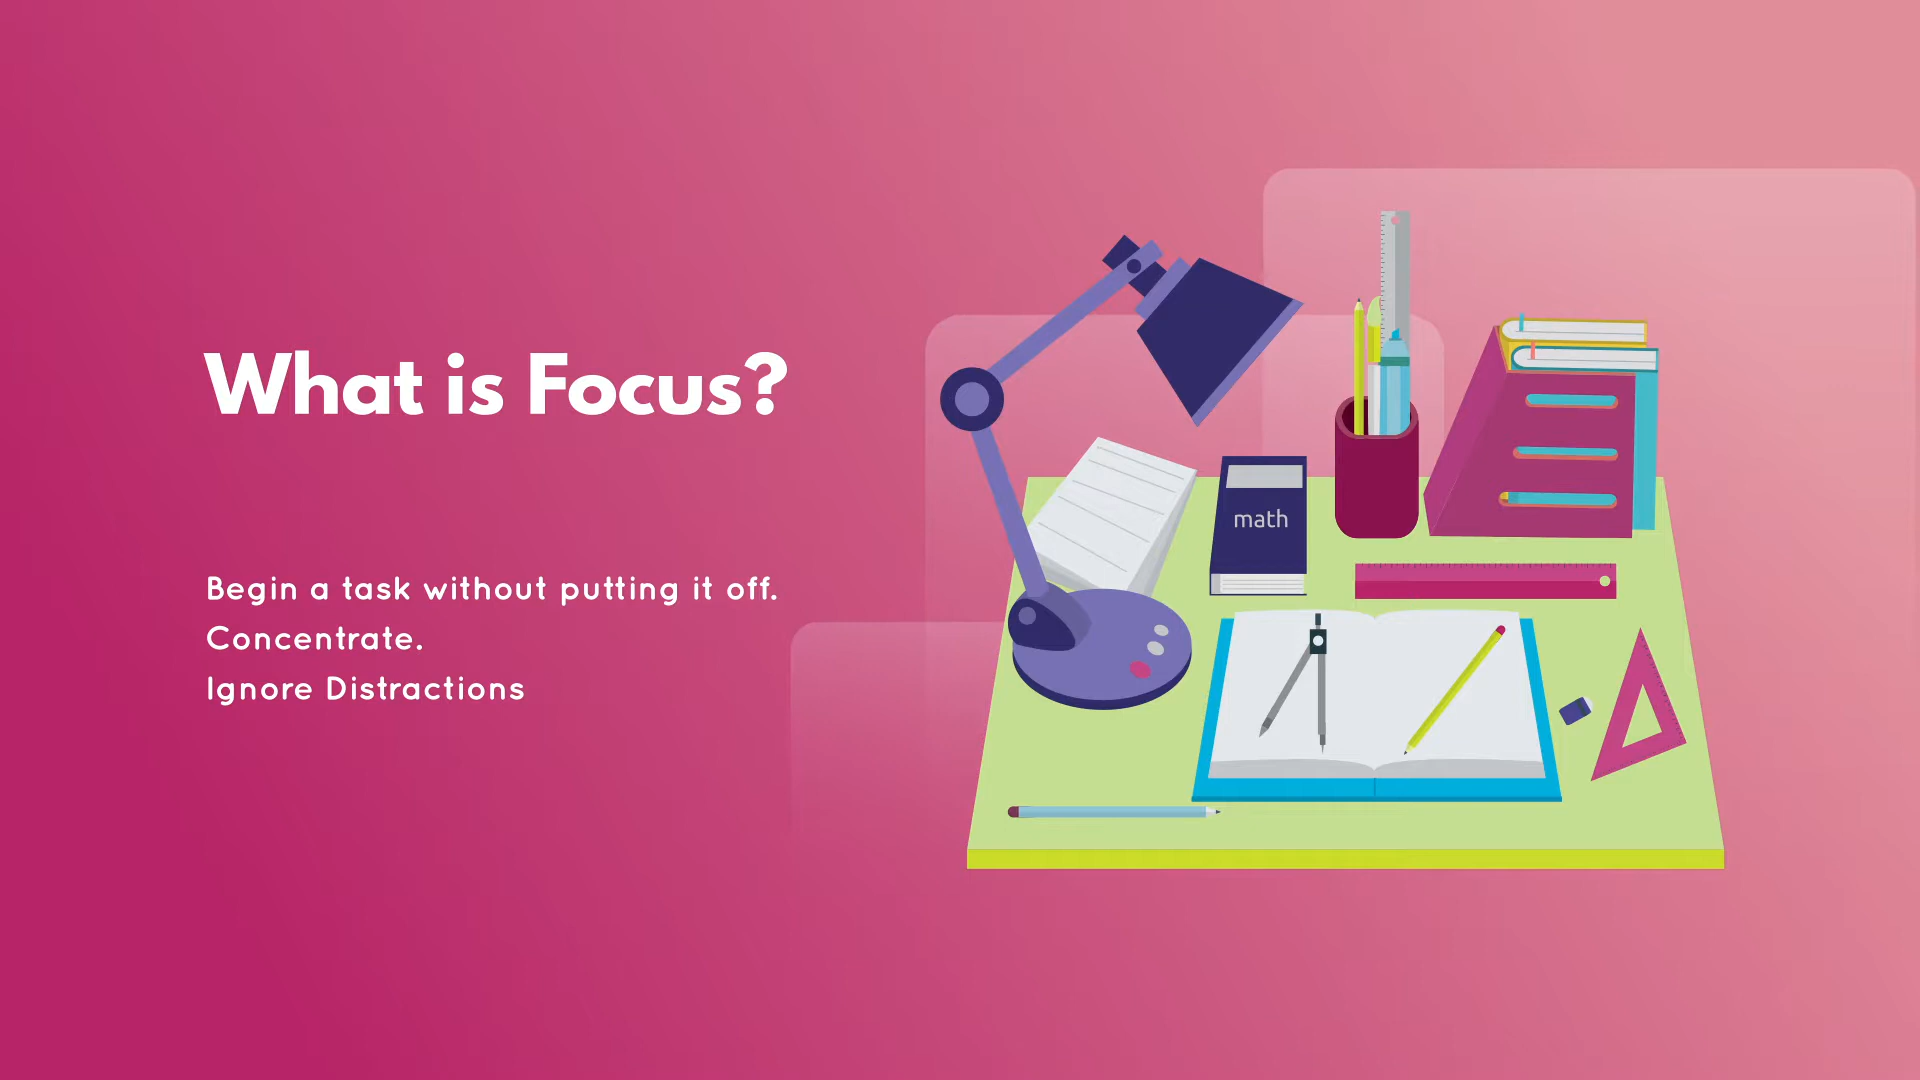 What is Focus?
Begin a task without putting it off.
Concentrate.
Ignore Distractions
math